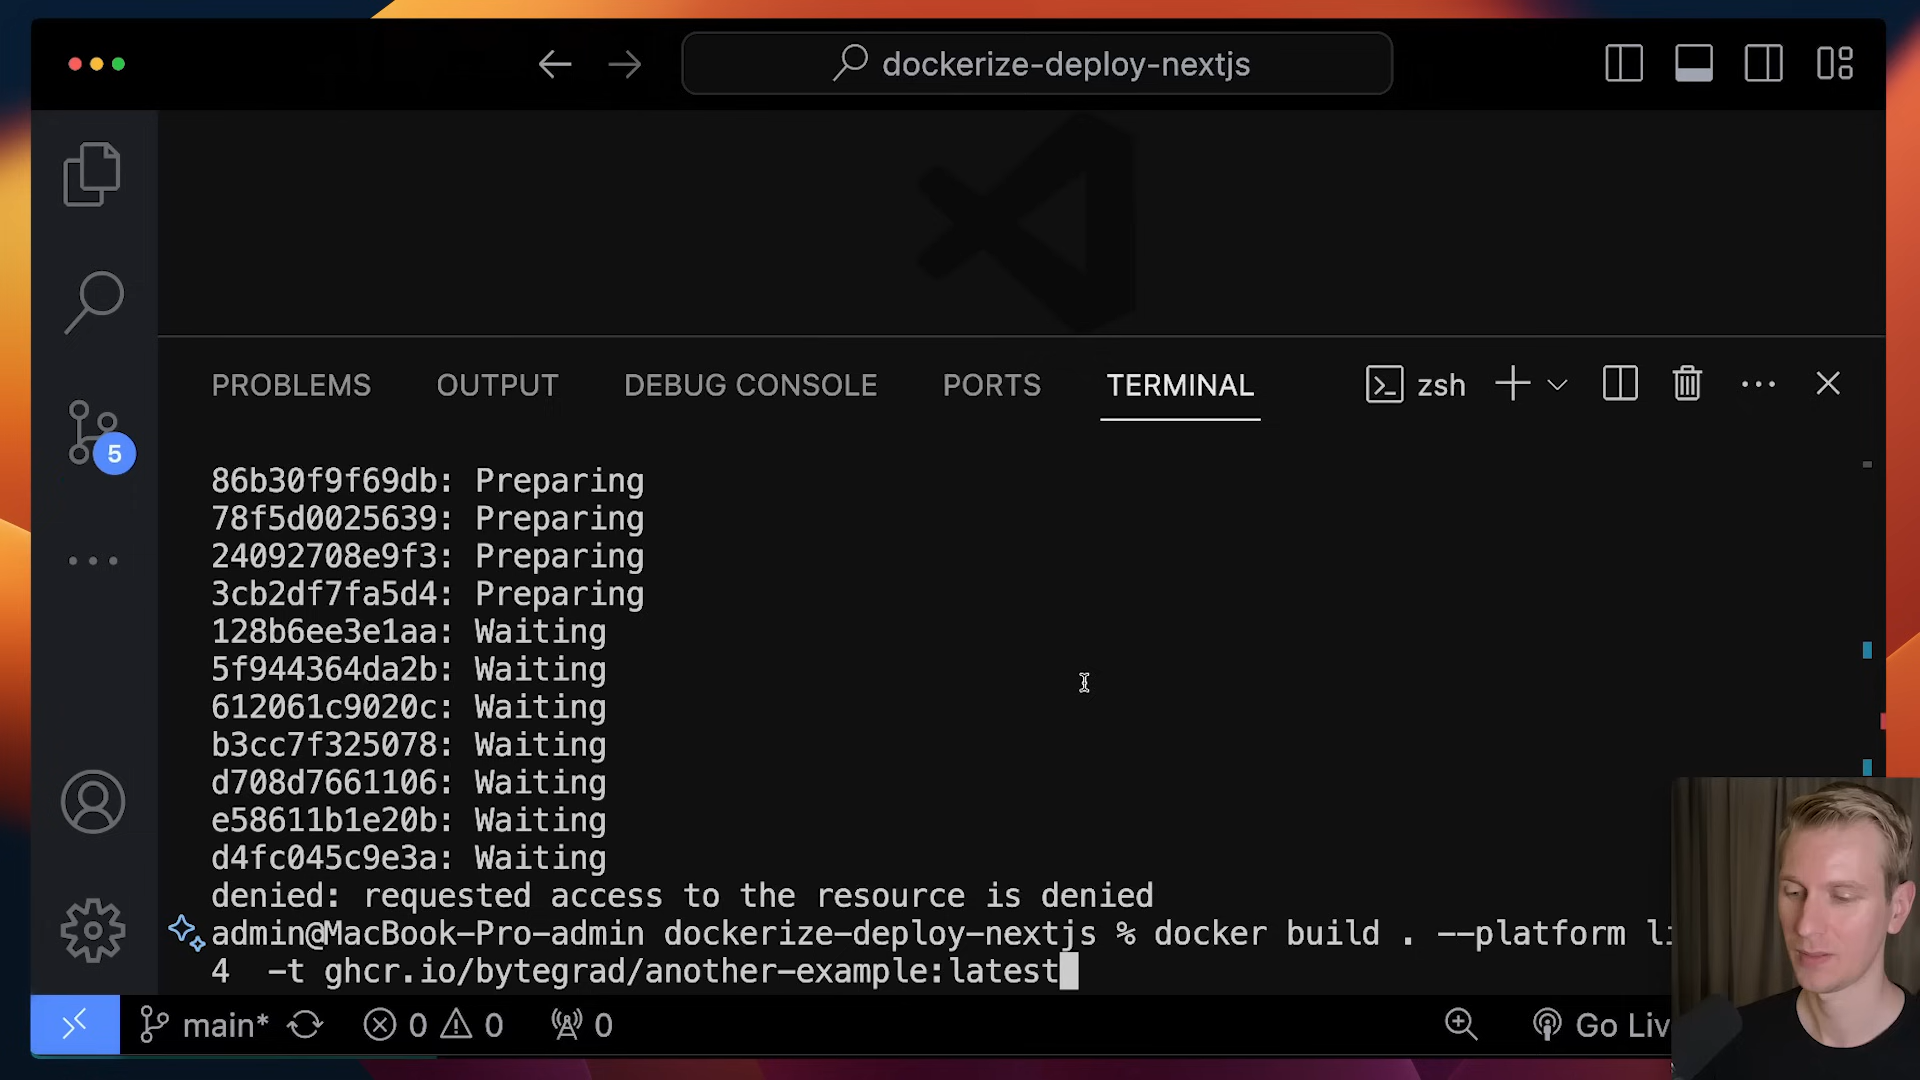 dockerize-deploy-nextjs
PROBLEMS OUTPUT DEBUG CONSOLE PORTS TERMINAL zsh
5
86b30f9f69db: Preparing
78f5d0025639: Preparing
24092708e9f3: Preparing
3cb2df7fa5d4: Preparing
128b6ee3e1aa: Waiting
5f944364da2b: Waiting
612061c9020c: Waiting
b3cc7f325078: Waiting
d708d7661106: Waiting
e58611b1e20b: Waiting
d4fc045c9e3a: Waiting
denied: requested access to the resource is denied
admin@MacBook-Pro-admin dockerize-deploy-nextjs % docker build . --platform li
4 -t ghcr.io/bytegrad/another-example:latest
main* 0 0 0 Go Liv